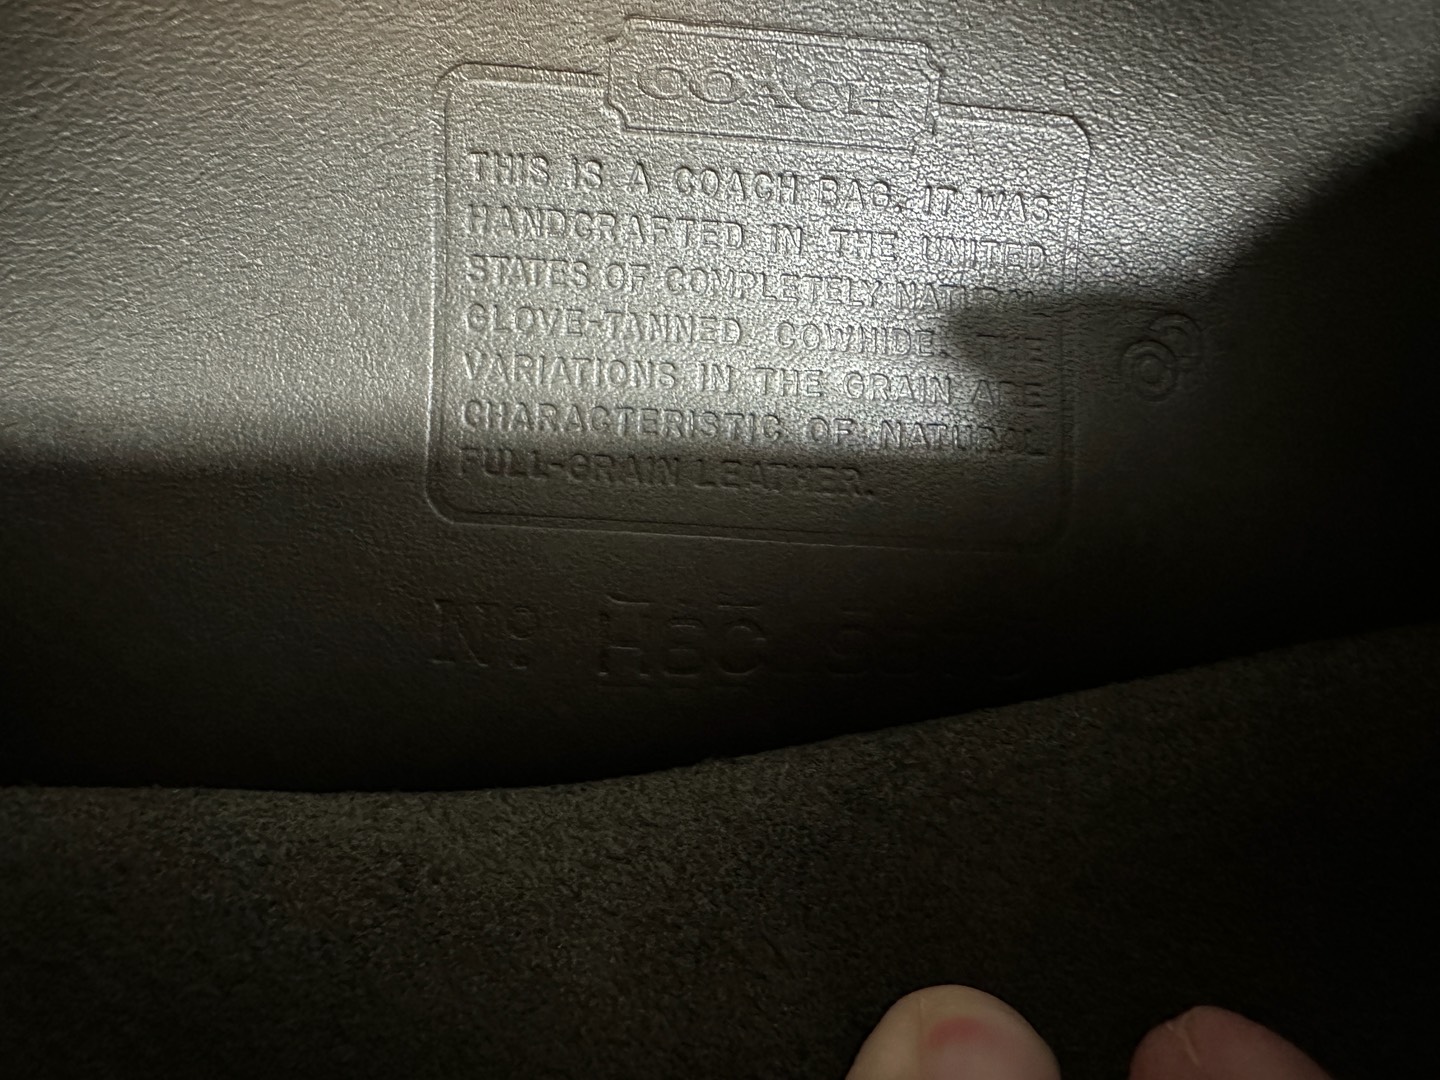 COACH
THIS IS A COACH BAG. IT WAS
HANDCRAFTED IN THE UNITED
STATES OF COMPLETELY NATURAL
GLOVE-TANNED COWHIDE. THE
VARIATIONS IN THE GRAIN ARE
CHARACTERISTIC OF NATURAL
FULL-GRAIN LEATHER.
Nº